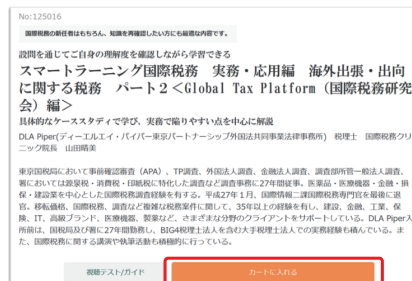 No:125016
国際税務の新任者はもちろん、知識を再確認したい方にも最適な内容です。
設問を通じてご自身の理解度を確認しながら学習できる
スマートラーニング国際税務　実務・応用編　海外出張・出向
に関する税務　パート２＜Global Tax Platform（国際税務研究
会）編＞
具体的なケーススタディで学び、実務で陥りやすい点を中心に解説
DLA Piper(ディーエルエイ・パイパー東京パートナーシップ外国法共同事業法律事務所)　税理士　国際税務クリ
ニック院長　山田晴美
東京国税局において事前確認審査（APA）、TP調査、外国法人調査、金融法人調査、調査部所管一般法人調査、
署においては源泉税・消費税・印紙税に特化した調査など調査事務に27年間従事。医薬品・医療機器・金融・損
保・建設業を中心とした国際税務調査経験を有する。平成27年１月、国際情報二課国際税務専門官を最後に退
官。移転価格、国際税務、調査など複雑な税務案件に関して、35年以上の経験を有し、建設、金融、工業、保
険、IT、高級ブランド、医療機器、製薬など、さまざまな分野のクライアントをサポートしている。DLA Piper入
所前は、国税局及び署に27年間勤務し、BIG4税理士法人を含む大手税理士法人での実務経験も積んでいる。ま
た、国際税務に関する講演や執筆活動も積極的に行っている。
視聴テスト/ガイド
カートに入れる